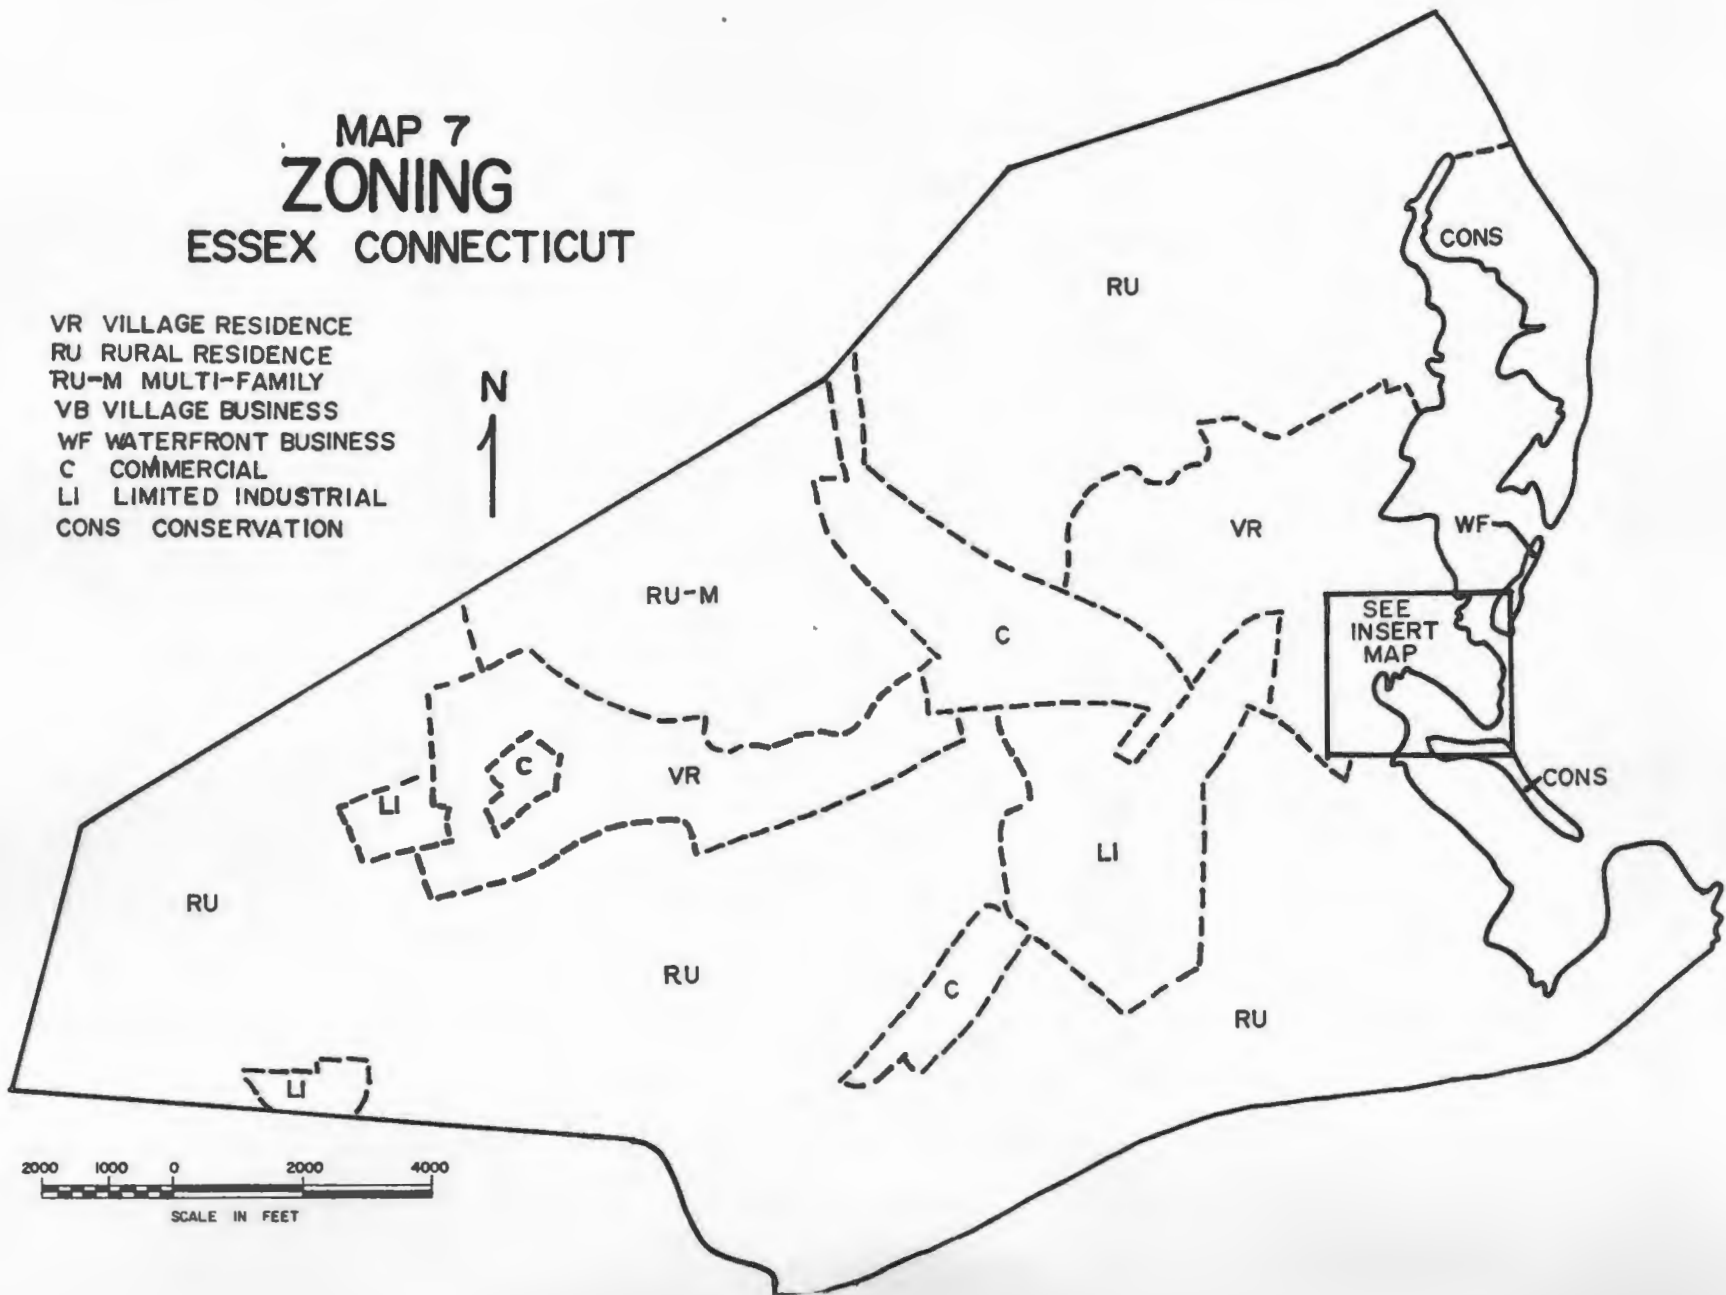 MAP 7
ZONING
ESSEX CONNECTICUT
VR VILLAGE RESIDENCE
RU RURAL RESIDENCE
RU-M MULTI-FAMILY
VB VILLAGE BUSINESS
WF WATERFRONT BUSINESS
C COMMERCIAL
LI LIMITED INDUSTRIAL
CONS CONSERVATION
N
CONS
RU
VR
WF
RU-M
SEE
INSERT
MAP
C
C
VR
CONS
LI
LI
RU
RU
C
RU
LI
2000 1000 0 2000 4000
SCALE IN FEET